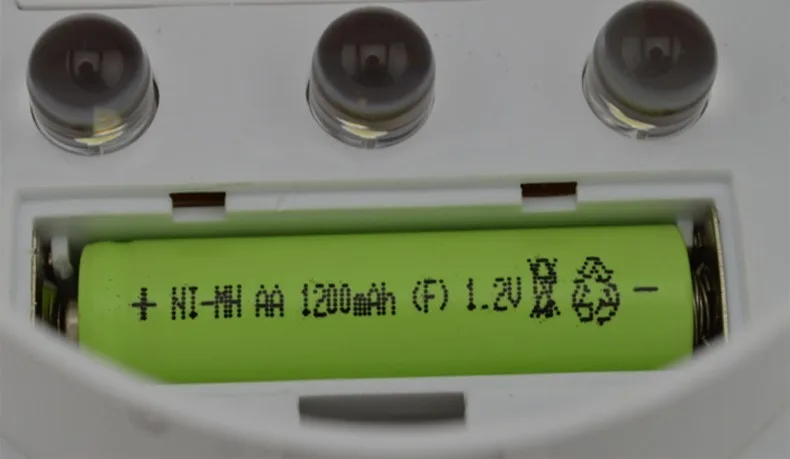 + NI-MH AA 1200mAh (F) 1.2V −